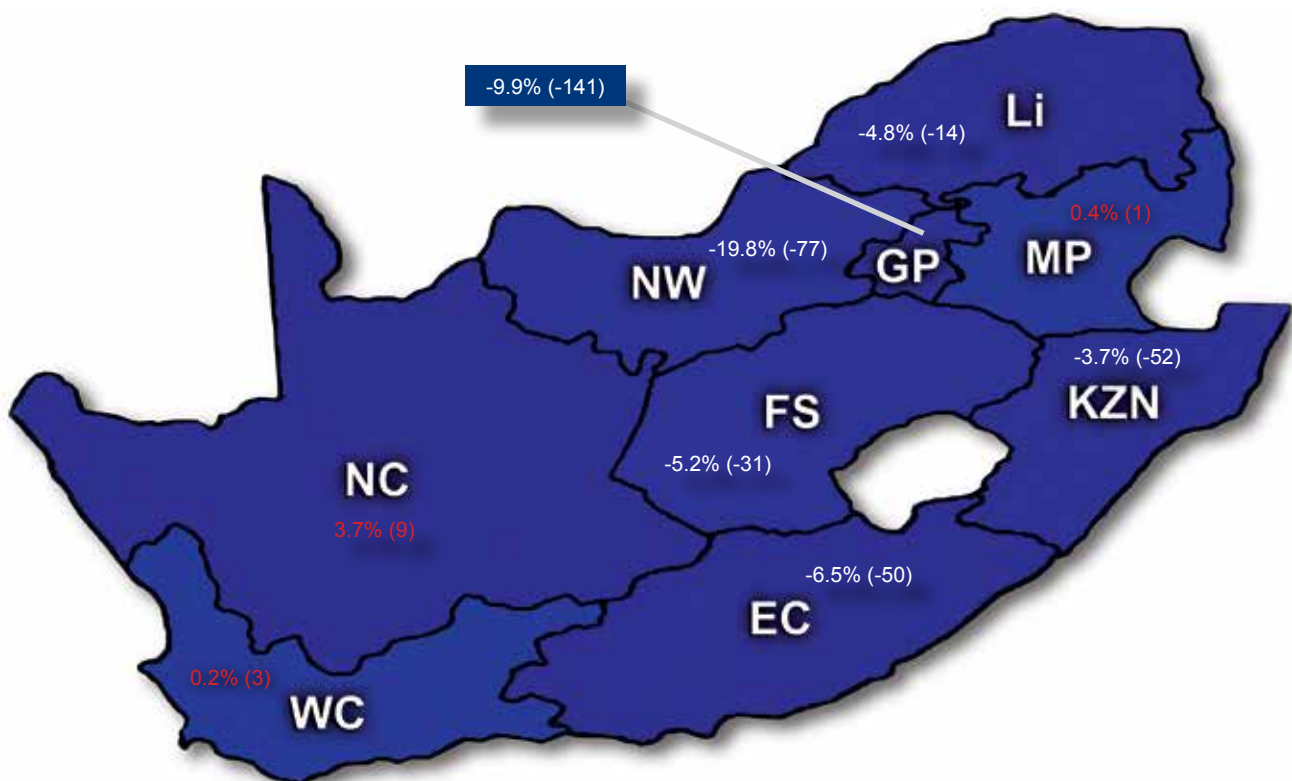 -9.9% (-141)
Li
-4.8% (-14)
0.4% (1)
MP
-19.8% (-77)
GP
NW
-3.7% (-52)
KZN
FS
-5.2% (-31)
NC
3.7% (9)
-6.5% (-50)
EC
0.2% (3)
WC